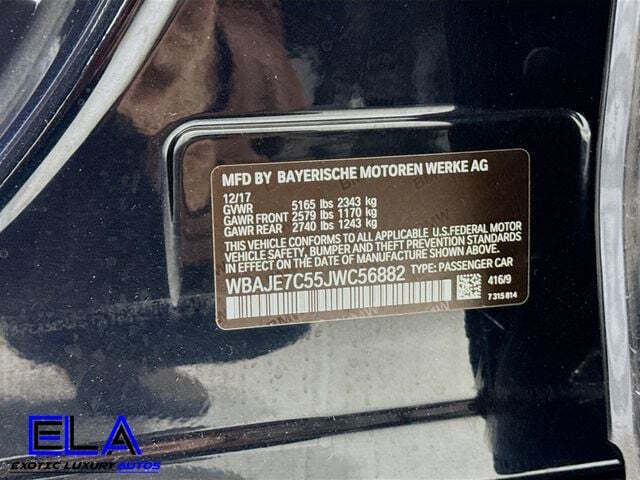 MFD BY BAYERISCHE MOTOREN WERKE AG
12/17
GVWR 5165 lbs 2343 kg
GAWR FRONT 2579 lbs 1170 kg
GAWR REAR 2740 lbs 1243 kg
THIS VEHICLE CONFORMS TO ALL APPLICABLE U.S.FEDERAL MOTOR
VEHICLE SAFETY, BUMPER AND THEFT PREVENTION STANDARDS
IN EFFECT ON THE DATE OF MANUFACTURE SHOWN ABOVE.
WBAJE7C55JWC56882 TYPE: PASSENGER CAR
416/9
7 315 814
ELA
EXOTIC LUXURY AUTOS